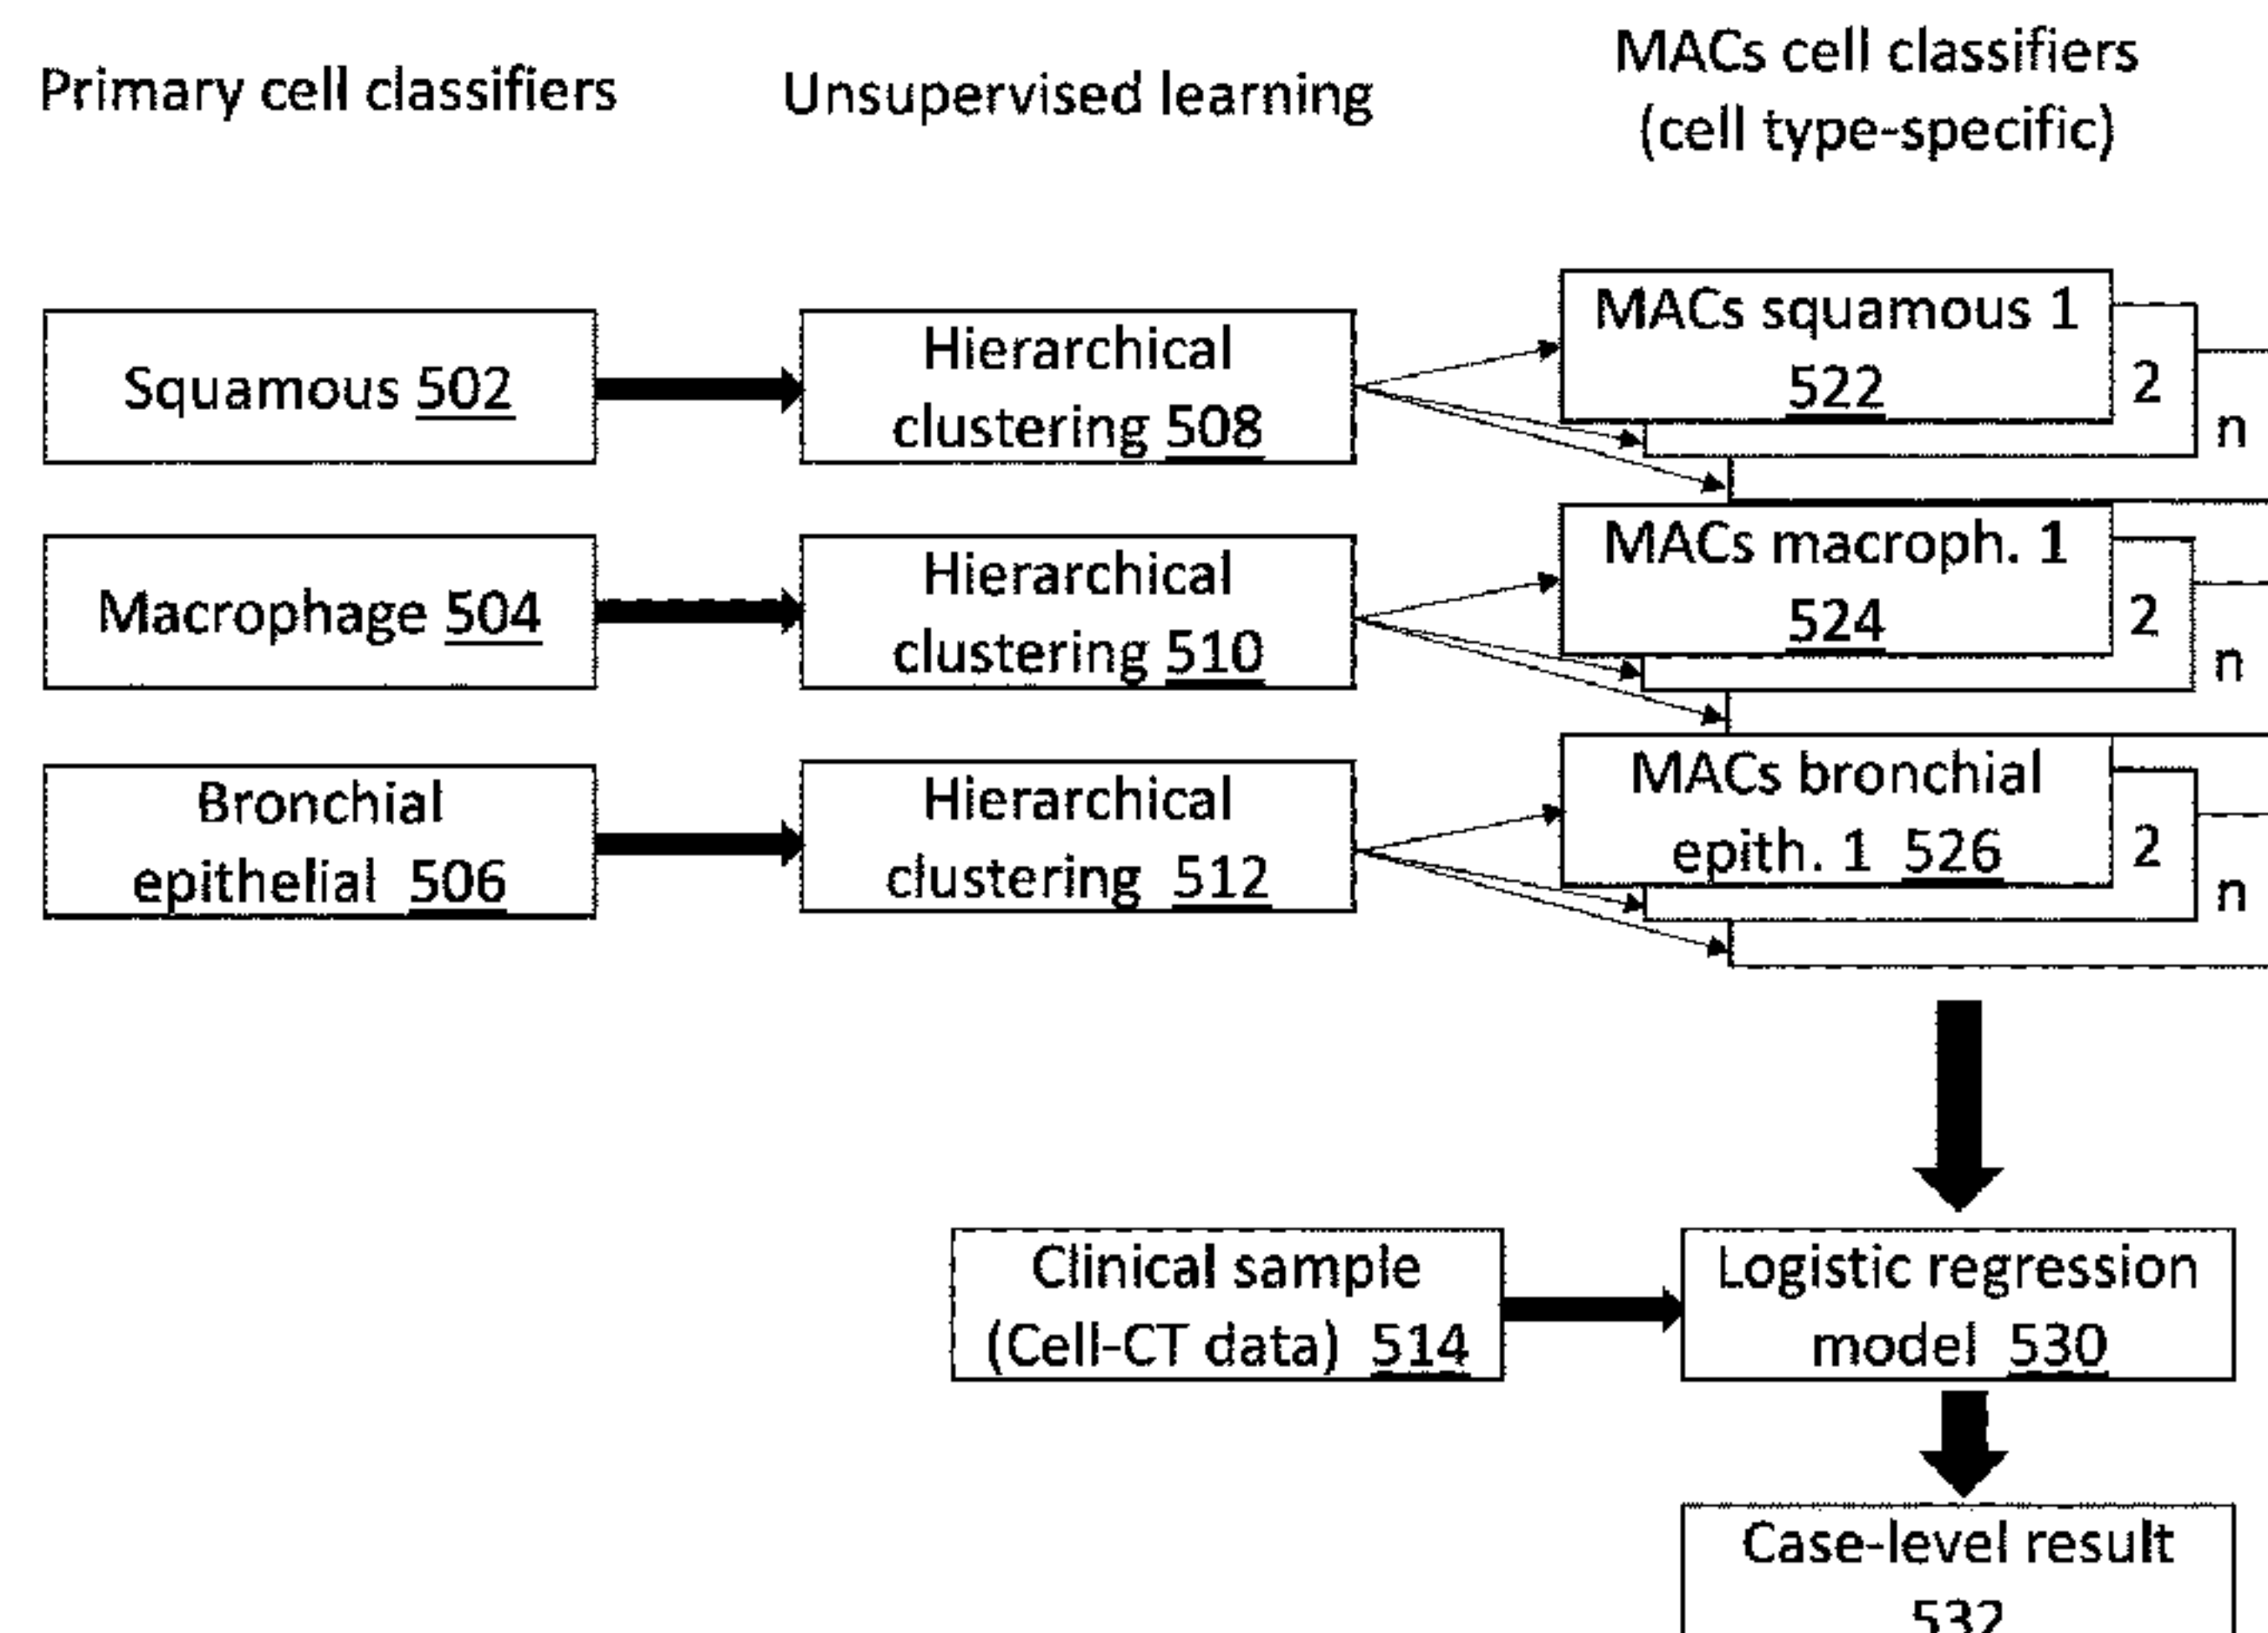 Primary cell classifiers
Unsupervised learning
MACs cell classifiers
(cell type-specific)
Squamous 502
Hierarchical
clustering 508
MACs squamous 1
522
2
n
Macrophage 504
Hierarchical
clustering 510
MACs macroph. 1
524
2
n
Bronchial
epithelial 506
Hierarchical
clustering 512
MACs bronchial
epith. 1 526
2
n
Clinical sample
(Cell-CT data) 514
Logistic regression
model 530
Case-level result
532